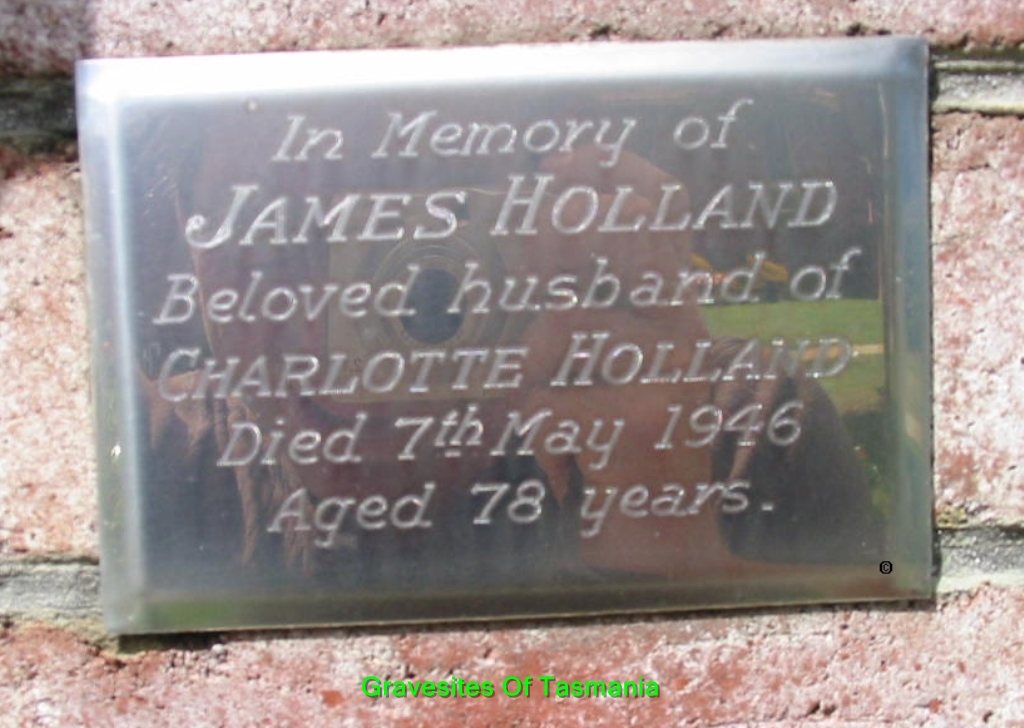 In Memory of
JAMES HOLLAND
Beloved husband of
CHARLOTTE HOLLAND
Died 7th May 1946
Aged 78 years.
©
Gravesites Of Tasmania